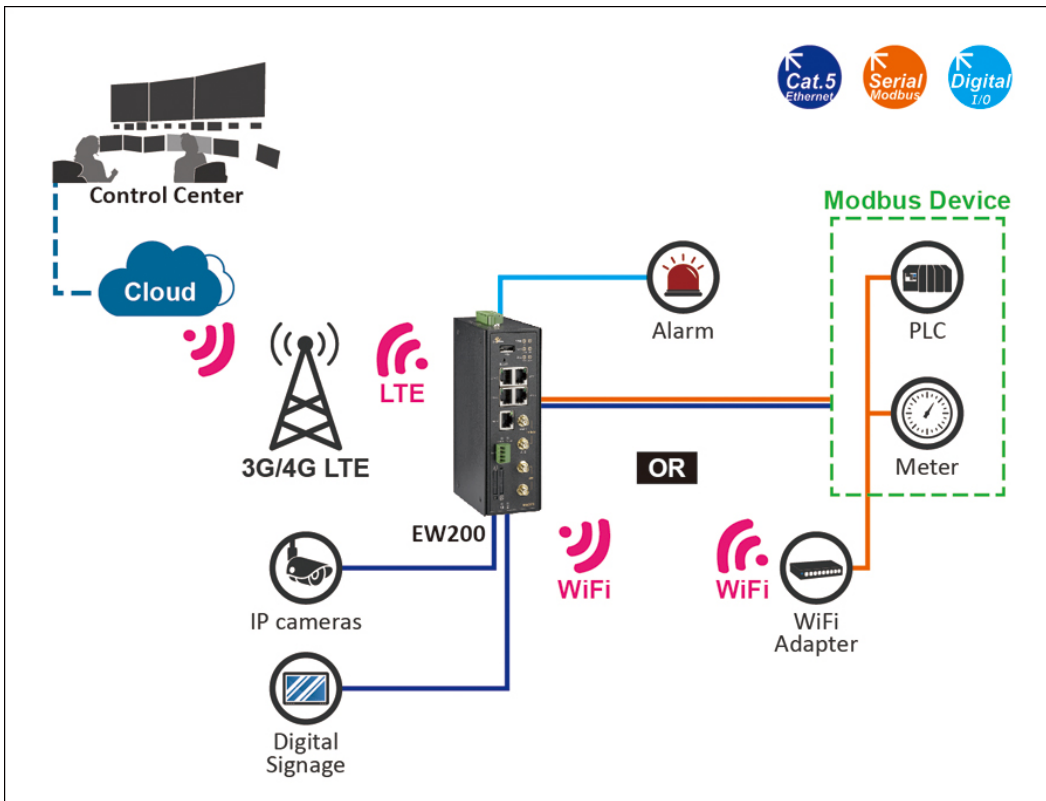 Cat.5
Ethernet
Serial
Modbus
Digital
I/O
Control Center
Modbus Device
Cloud
Alarm
PLC
LTE
3G/4G LTE
OR
Meter
EW200
WiFi
WiFi
IP cameras
WiFi
Adapter
Digital
Signage